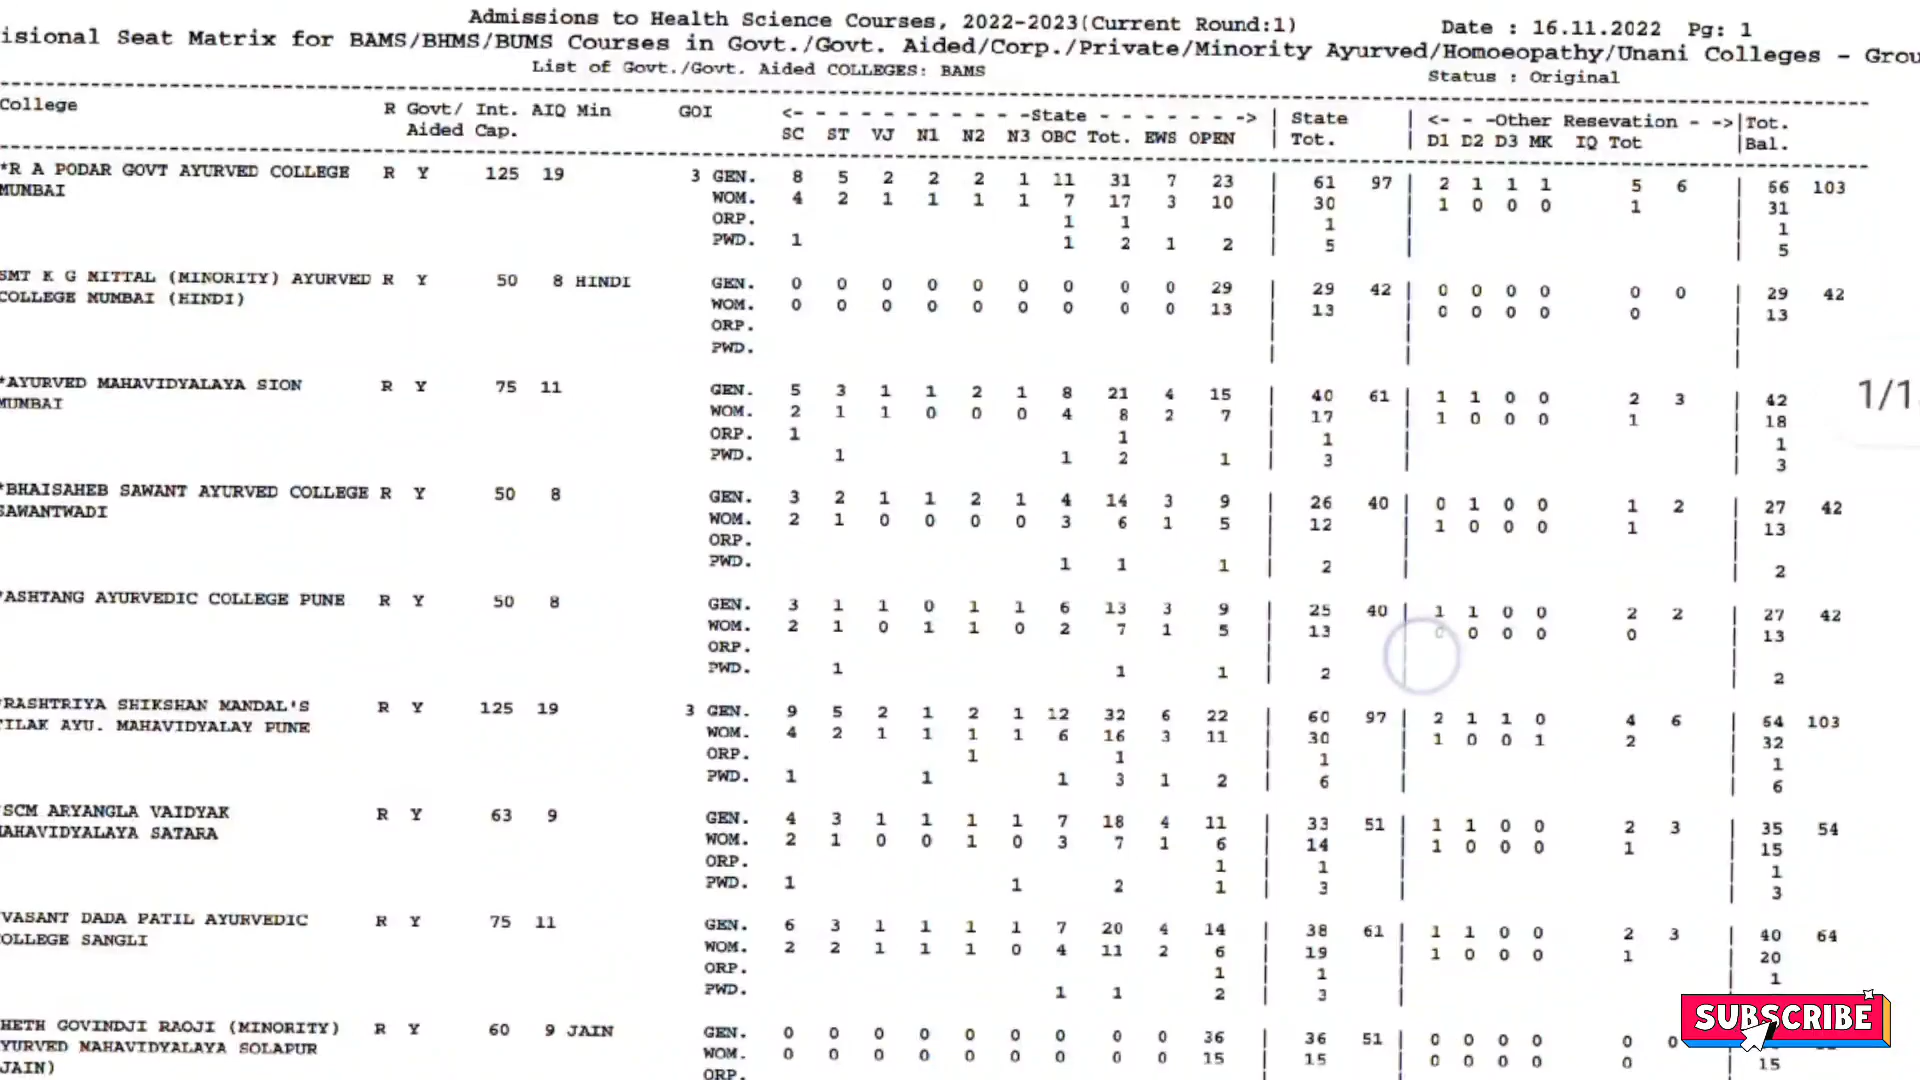 Admissions to Health Science Courses, 2022-2023(Current Round:1) Date : 16.11.2022 Pg: 1
isional Seat Matrix for BAMS/BHMS/BUMS Courses in Govt./Govt. Aided/Corp./Private/Minority Ayurved/Homoeopathy/Unani Colleges - Grou
List of Govt./Govt. Aided COLLEGES: BAMS Status : Original
College R Govt/ Int. AIQ Min GOI <- - - - - - - - - - -State - - - - - - -> | State | <- - -Other Resevation - - ->|Tot.
Aided Cap. SC ST VJ N1 N2 N3 OBC Tot. EWS OPEN | Tot. | D1 D2 D3 MK IQ Tot |Bal.
*R A PODAR GOVT AYURVED COLLEGE R Y 125 19 3 GEN. 8 5 2 2 2 1 11 31 7 23 | 61 97 | 2 1 1 1 5 6 | 66 103
MUMBAI WOM. 4 2 1 1 1 1 7 17 3 10 | 30 | 1 0 0 0 1 | 31
ORP. 1 1 | 1 | | 1
PWD. 1 1 2 1 2 | 5 | | 5
SMT K G MITTAL (MINORITY) AYURVED R Y 50 8 HINDI GEN. 0 0 0 0 0 0 0 0 0 29 | 29 42 | 0 0 0 0 0 0 | 29 42
COLLEGE MUMBAI (HINDI) WOM. 0 0 0 0 0 0 0 0 0 13 | 13 | 0 0 0 0 0 | 13
ORP. | | |
PWD. | | |
*AYURVED MAHAVIDYALAYA SION R Y 75 11 GEN. 5 3 1 1 2 1 8 21 4 15 | 40 61 | 1 1 0 0 2 3 | 42
MUMBAI WOM. 2 1 1 0 0 0 4 8 2 7 | 17 | 1 0 0 0 1 | 18
1/1
ORP. 1 1 | 1 | | 1
PWD. 1 1 2 1 | 3 | | 3
*BHAISAHEB SAWANT AYURVED COLLEGE R Y 50 8 GEN. 3 2 1 1 2 1 4 14 3 9 | 26 40 | 0 1 0 0 1 2 | 27 42
SAWANTWADI WOM. 2 1 0 0 0 0 3 6 1 5 | 12 | 1 0 0 0 1 | 13
ORP. | | |
PWD. 1 1 1 | 2 | | 2
*ASHTANG AYURVEDIC COLLEGE PUNE R Y 50 8 GEN. 3 1 1 0 1 1 6 13 3 9 | 25 40 | 1 1 0 0 2 2 | 27 42
WOM. 2 1 0 1 1 0 2 7 1 5 | 13 | 0 0 0 0 0 | 13
ORP. | | |
PWD. 1 1 1 | 2 | | 2
RASHTRIYA SHIKSHAN MANDAL'S R Y 125 19 3 GEN. 9 5 2 1 2 1 12 32 6 22 | 60 97 | 2 1 1 0 4 6 | 64 103
TILAK AYU. MAHAVIDYALAY PUNE WOM. 4 2 1 1 1 1 6 16 3 11 | 30 | 1 0 0 1 2 | 32
ORP. 1 1 | 1 | | 1
PWD. 1 1 1 3 1 2 | 6 | | 6
SCM ARYANGLA VAIDYAK R Y 63 9 GEN. 4 3 1 1 1 1 7 18 4 11 | 33 51 | 1 1 0 0 2 3 | 35 54
MAHAVIDYALAYA SATARA WOM. 2 1 0 0 1 0 3 7 1 6 | 14 | 1 0 0 0 1 | 15
ORP. 1 | 1 | | 1
PWD. 1 1 2 1 | 3 | | 3
VASANT DADA PATIL AYURVEDIC R Y 75 11 GEN. 6 3 1 1 1 1 7 20 4 14 | 38 61 | 1 1 0 0 2 3 | 40 64
COLLEGE SANGLI WOM. 2 2 1 1 1 0 4 11 2 6 | 19 | 1 0 0 0 1 | 20
ORP. 1 | 1 | | 1
PWD. 1 1 2 | 3 |
SUBSCRIBE
HETH GOVINDJI RAOJI (MINORITY) R Y 60 9 JAIN GEN. 0 0 0 0 0 0 0 0 0 36 | 36 51 | 0 0 0 0 0 0
YURVED MAHAVIDYALAYA SOLAPUR WOM. 0 0 0 0 0 0 0 0 0 15 | 15 | 0 0 0 0 0 | 15
JAIN) ORP.